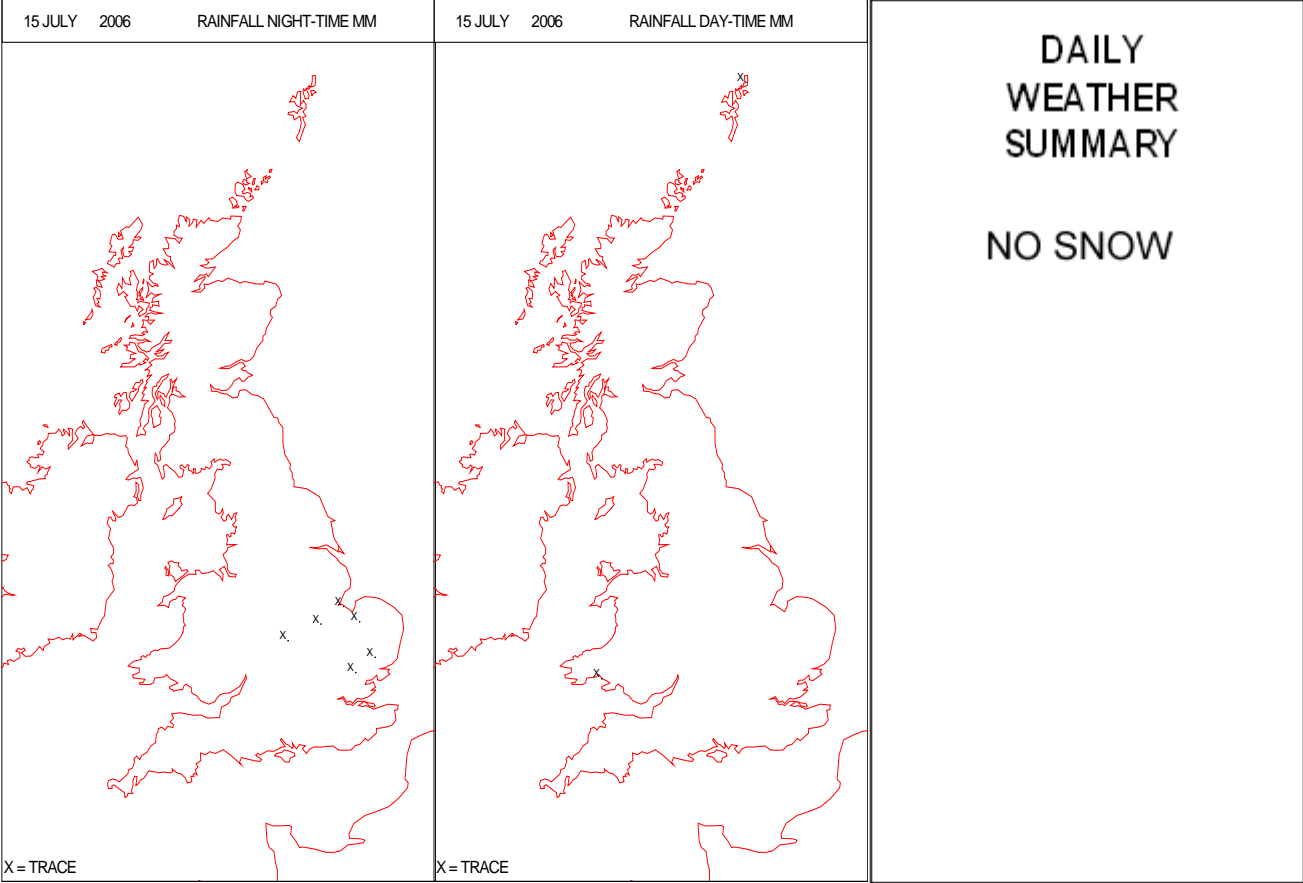 15 JULY 2006 RAINFALL NIGHT-TIME MM
X.
X.
X.
X.
X.
X.
X = TRACE
15 JULY 2006 RAINFALL DAY-TIME MM
X
X
X = TRACE
DAILY
WEATHER
SUMMARY
NO SNOW